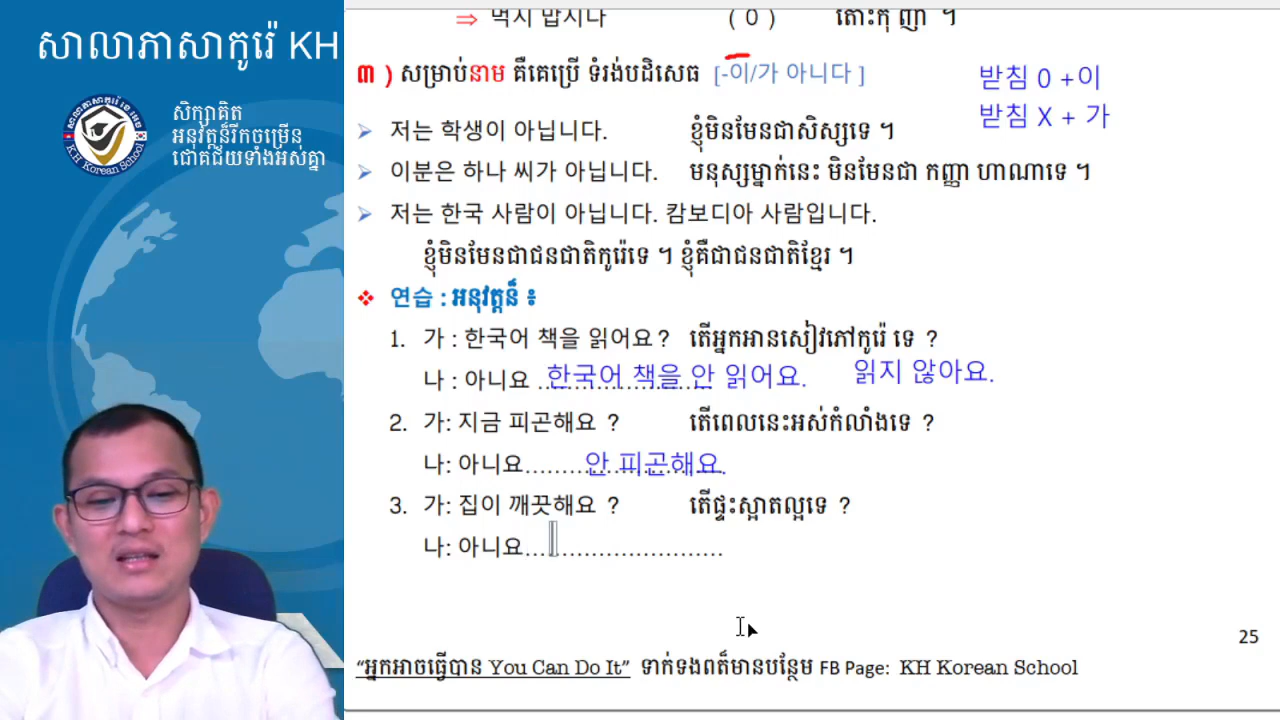 សាលាភាសាកូរ៉េ KH
សិក្សាគិត
អនុវត្តន៍រីកចម្រើន
ជោគជ័យទាំងអស់គ្នា
KH Korean School
⇒ 먹지 맙시다 ( 0 ) តោះកុំ ញ៉ា ។
៣ ) សម្រាប់នាម គឺគេប្រើ ទំរង់បដិសេធ [-이/가 아니다 ]
받침 0 +이
받침 X + 가
➢ 저는 학생이 아닙니다. ខ្ញុំមិនមែនជាសិស្សទេ ។
➢ 이분은 하나 씨가 아닙니다. មនុស្សម្នាក់នេះ មិនមែនជា កញ្ញា ហាណាទេ ។
➢ 저는 한국 사람이 아닙니다. 캄보디아 사람입니다.
ខ្ញុំមិនមែនជាជនជាតិកូរ៉េទេ ។ ខ្ញុំគឺជាជនជាតិខ្មែរ ។
❖ 연습 : អនុវត្តន៏ ៖
1. 가 : 한국어 책을 읽어요 ? តើអ្នកអានសៀវភៅកូរ៉េ ទេ ?
나 : 아니요 ...한국어 책을 안 읽어요. 읽지 않아요.
2. 가: 지금 피곤해요 ? តើពេលនេះអស់កំលាំងទេ ?
나: 아니요........안 피곤해요.
3. 가: 집이 깨끗해요 ? តើផ្ទះស្អាតល្អទេ ?
나: 아니요...........................
25
“អ្នកអាចធ្វើបាន You Can Do It” ទាក់ទងពត៌មានបន្ថែម FB Page: KH Korean School